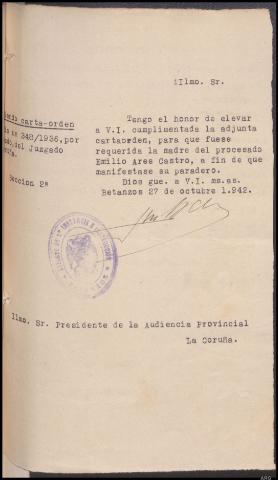 iIlmo. Sr.
Tengo el honor de elevar
a V.I. cumplimentada la adjunta
cartaorden, para que fuese
requerida la madre del procesado
Emilio Ares Castro, a fin de que
manifestase su paradero.
Dios gue. a V.I. ms.as.
Betanzos 27 de octubre 1.942.
carta-orden
348/1936, por
del Juzgado
Seccion 2ª
Ilmo. Sr. Presidente de la Audiencia Provincial
La Coruña.